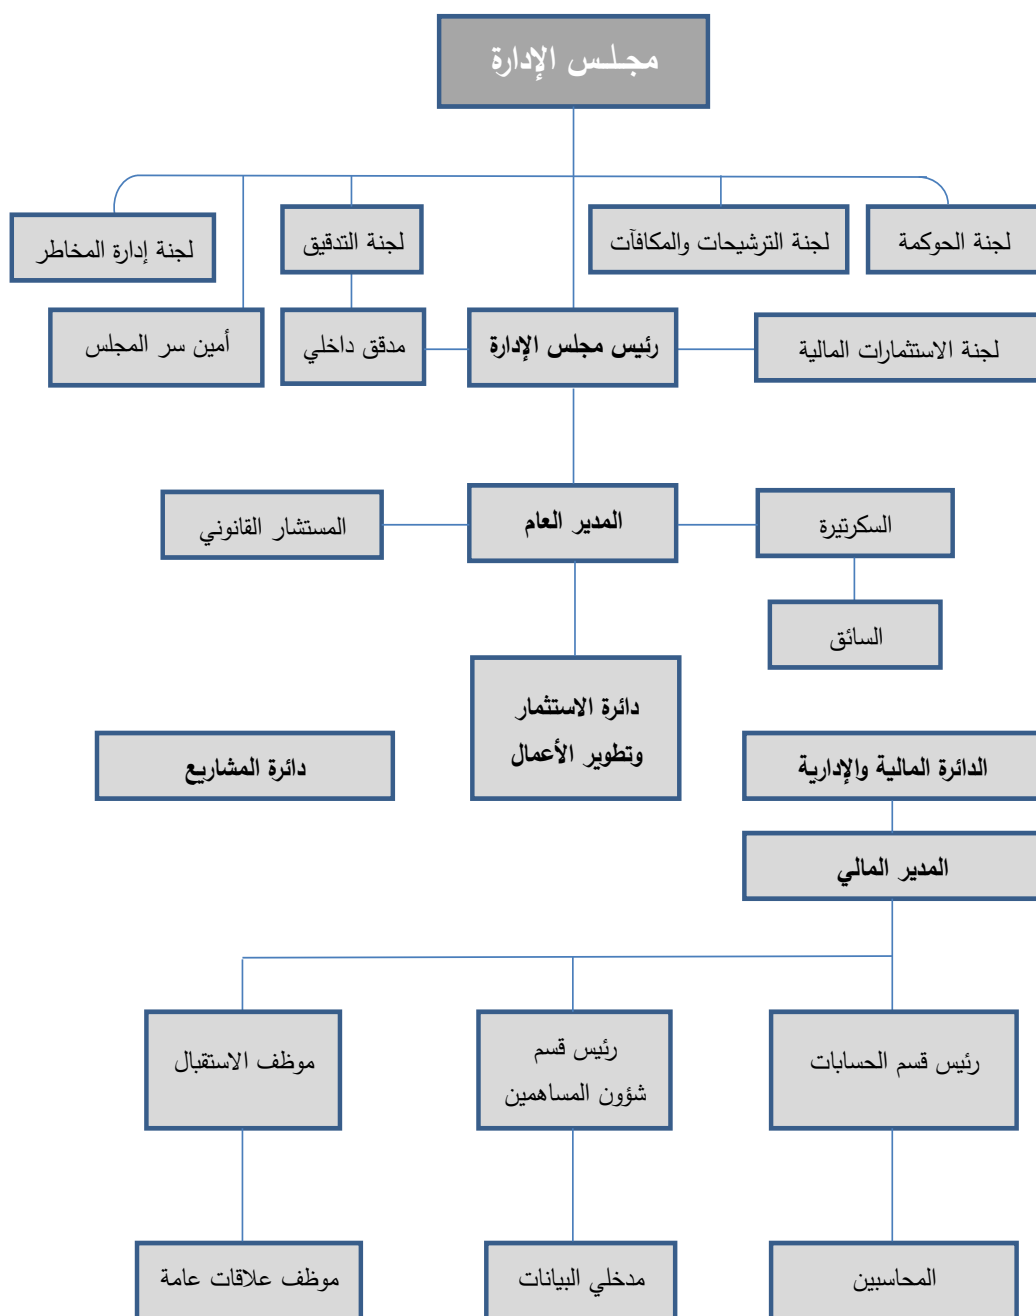 مجلس الإدارة
لجنة الحوكمة
لجنة الترشيحات والمكافآت
لجنة التدقيق
لجنة إدارة المخاطر
لجنة الاستثمارات المالية
رئيس مجلس الإدارة
مدقق داخلي
أمين سر المجلس
السكرتيرة
المدير العام
المستشار القانوني
السائق
دائرة الاستثمار
وتطوير الأعمال
الدائرة المالية والإدارية
دائرة المشاريع
المدير المالي
رئيس قسم الحسابات
رئيس قسم
شؤون المساهمين
موظف الاستقبال
المحاسبين
مدخلي البيانات
موظف علاقات عامة